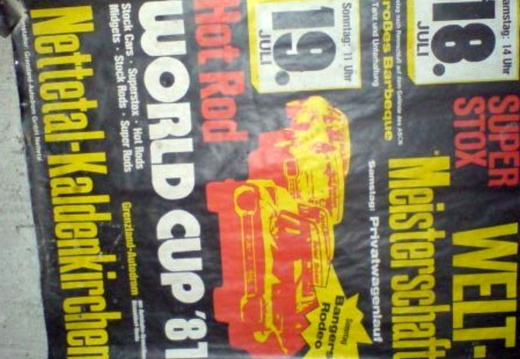 Samstag: 14 Uhr
18.
JULI
SUPER
STOX
WELT-
Meisterschaft
Großes Barbeque
Tanz und Unterhaltung
Samstag: Privatwagenlauf
Sonntag: 11 Uhr
19.
JULI
Sonntag
Bangers
Rodeo
Hot Rod
WORLD CUP '81
Stock Cars · Superstox · Hot Rods
Midgets · Stock Rods · Super Rods
Grenzland-Autodrom
Nettetal-Kaldenkirchen